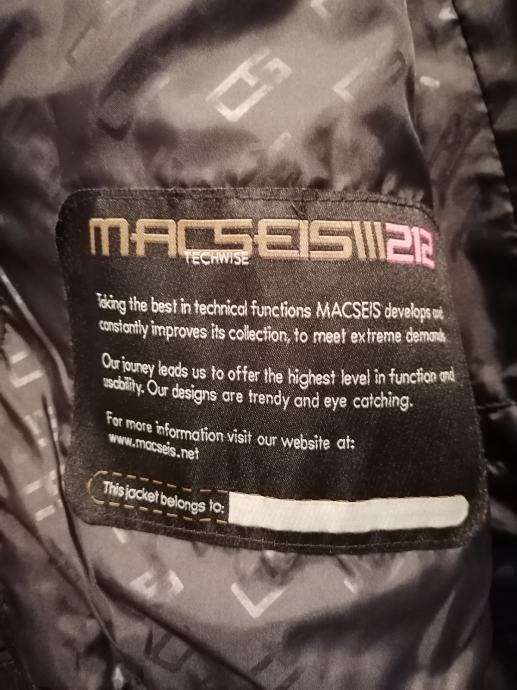 MACSEIS 212
TECHWISE
Taking the best in technical functions MACSEIS develops and
constantly improves its collection, to meet extreme demands.
Our jouney leads us to offer the highest level in function and
usability. Our designs are trendy and eye catching.
For more information visit our website at:
www.macseis.net
This jacket belongs to: